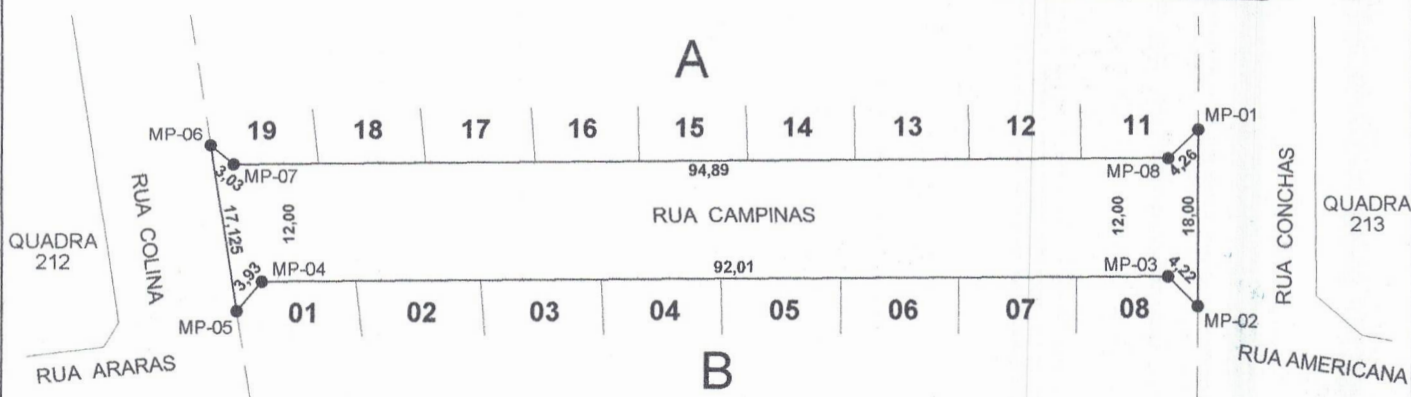 A
MP-06
19 18 17 16 15 14 13 12 11
MP-01
MP-07
MP-08
3,03
94,89
4,26
RUA COLINA
17,125
12,00
RUA CAMPINAS
12,00
18,00
RUA CONCHAS
QUADRA
212
QUADRA
213
3,93
MP-04
92,01
MP-03
4,22
MP-05
01 02 03 04 05 06 07 08
MP-02
RUA ARARAS
B
RUA AMERICANA